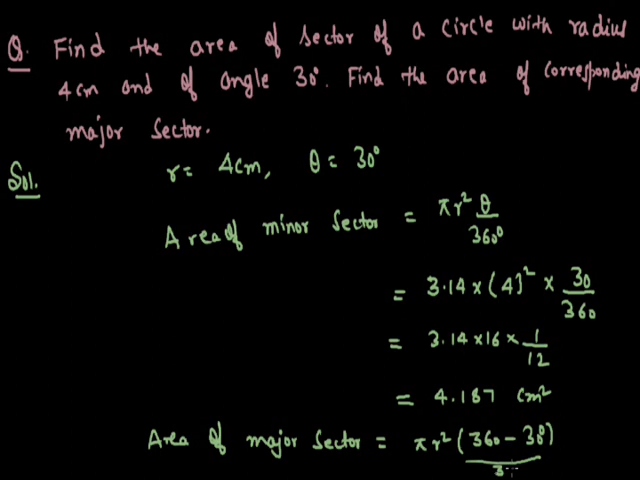 Q. Find the area of sector of a circle with radius
4cm and of angle 30°. Find the area of corresponding
major sector.
Sol. r = 4cm, θ = 30°
Area of minor sector = πr² θ/360°
= 3.14 × (4)² × 30/360
= 3.14 × 16 × 1/12
= 4.187 cm²
Area of major sector = πr² (360 - 30)/3